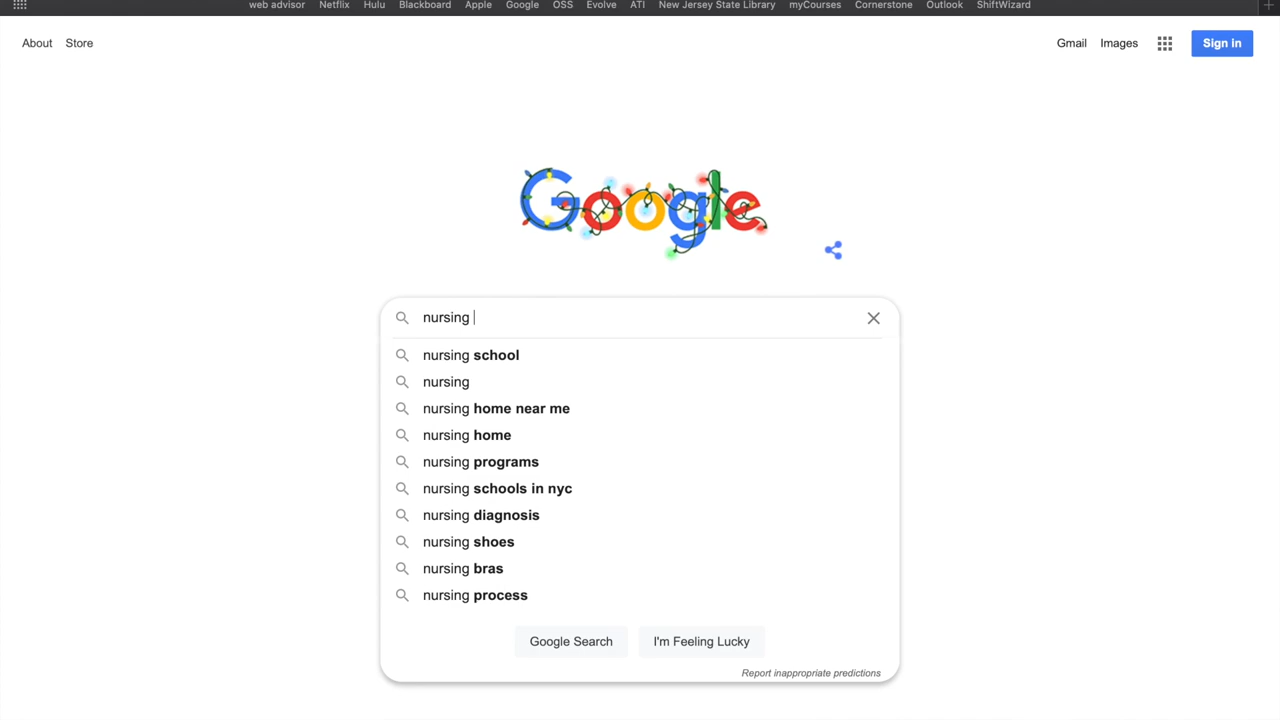 web advisor Netflix Hulu Blackboard Apple Google OSS Evolve ATI New Jersey State Library myCourses Cornerstone Outlook ShiftWizard
About Store Gmail Images Sign in
Google
nursing
nursing school
nursing
nursing home near me
nursing home
nursing programs
nursing schools in nyc
nursing diagnosis
nursing shoes
nursing bras
nursing process
Google Search I'm Feeling Lucky
Report inappropriate predictions